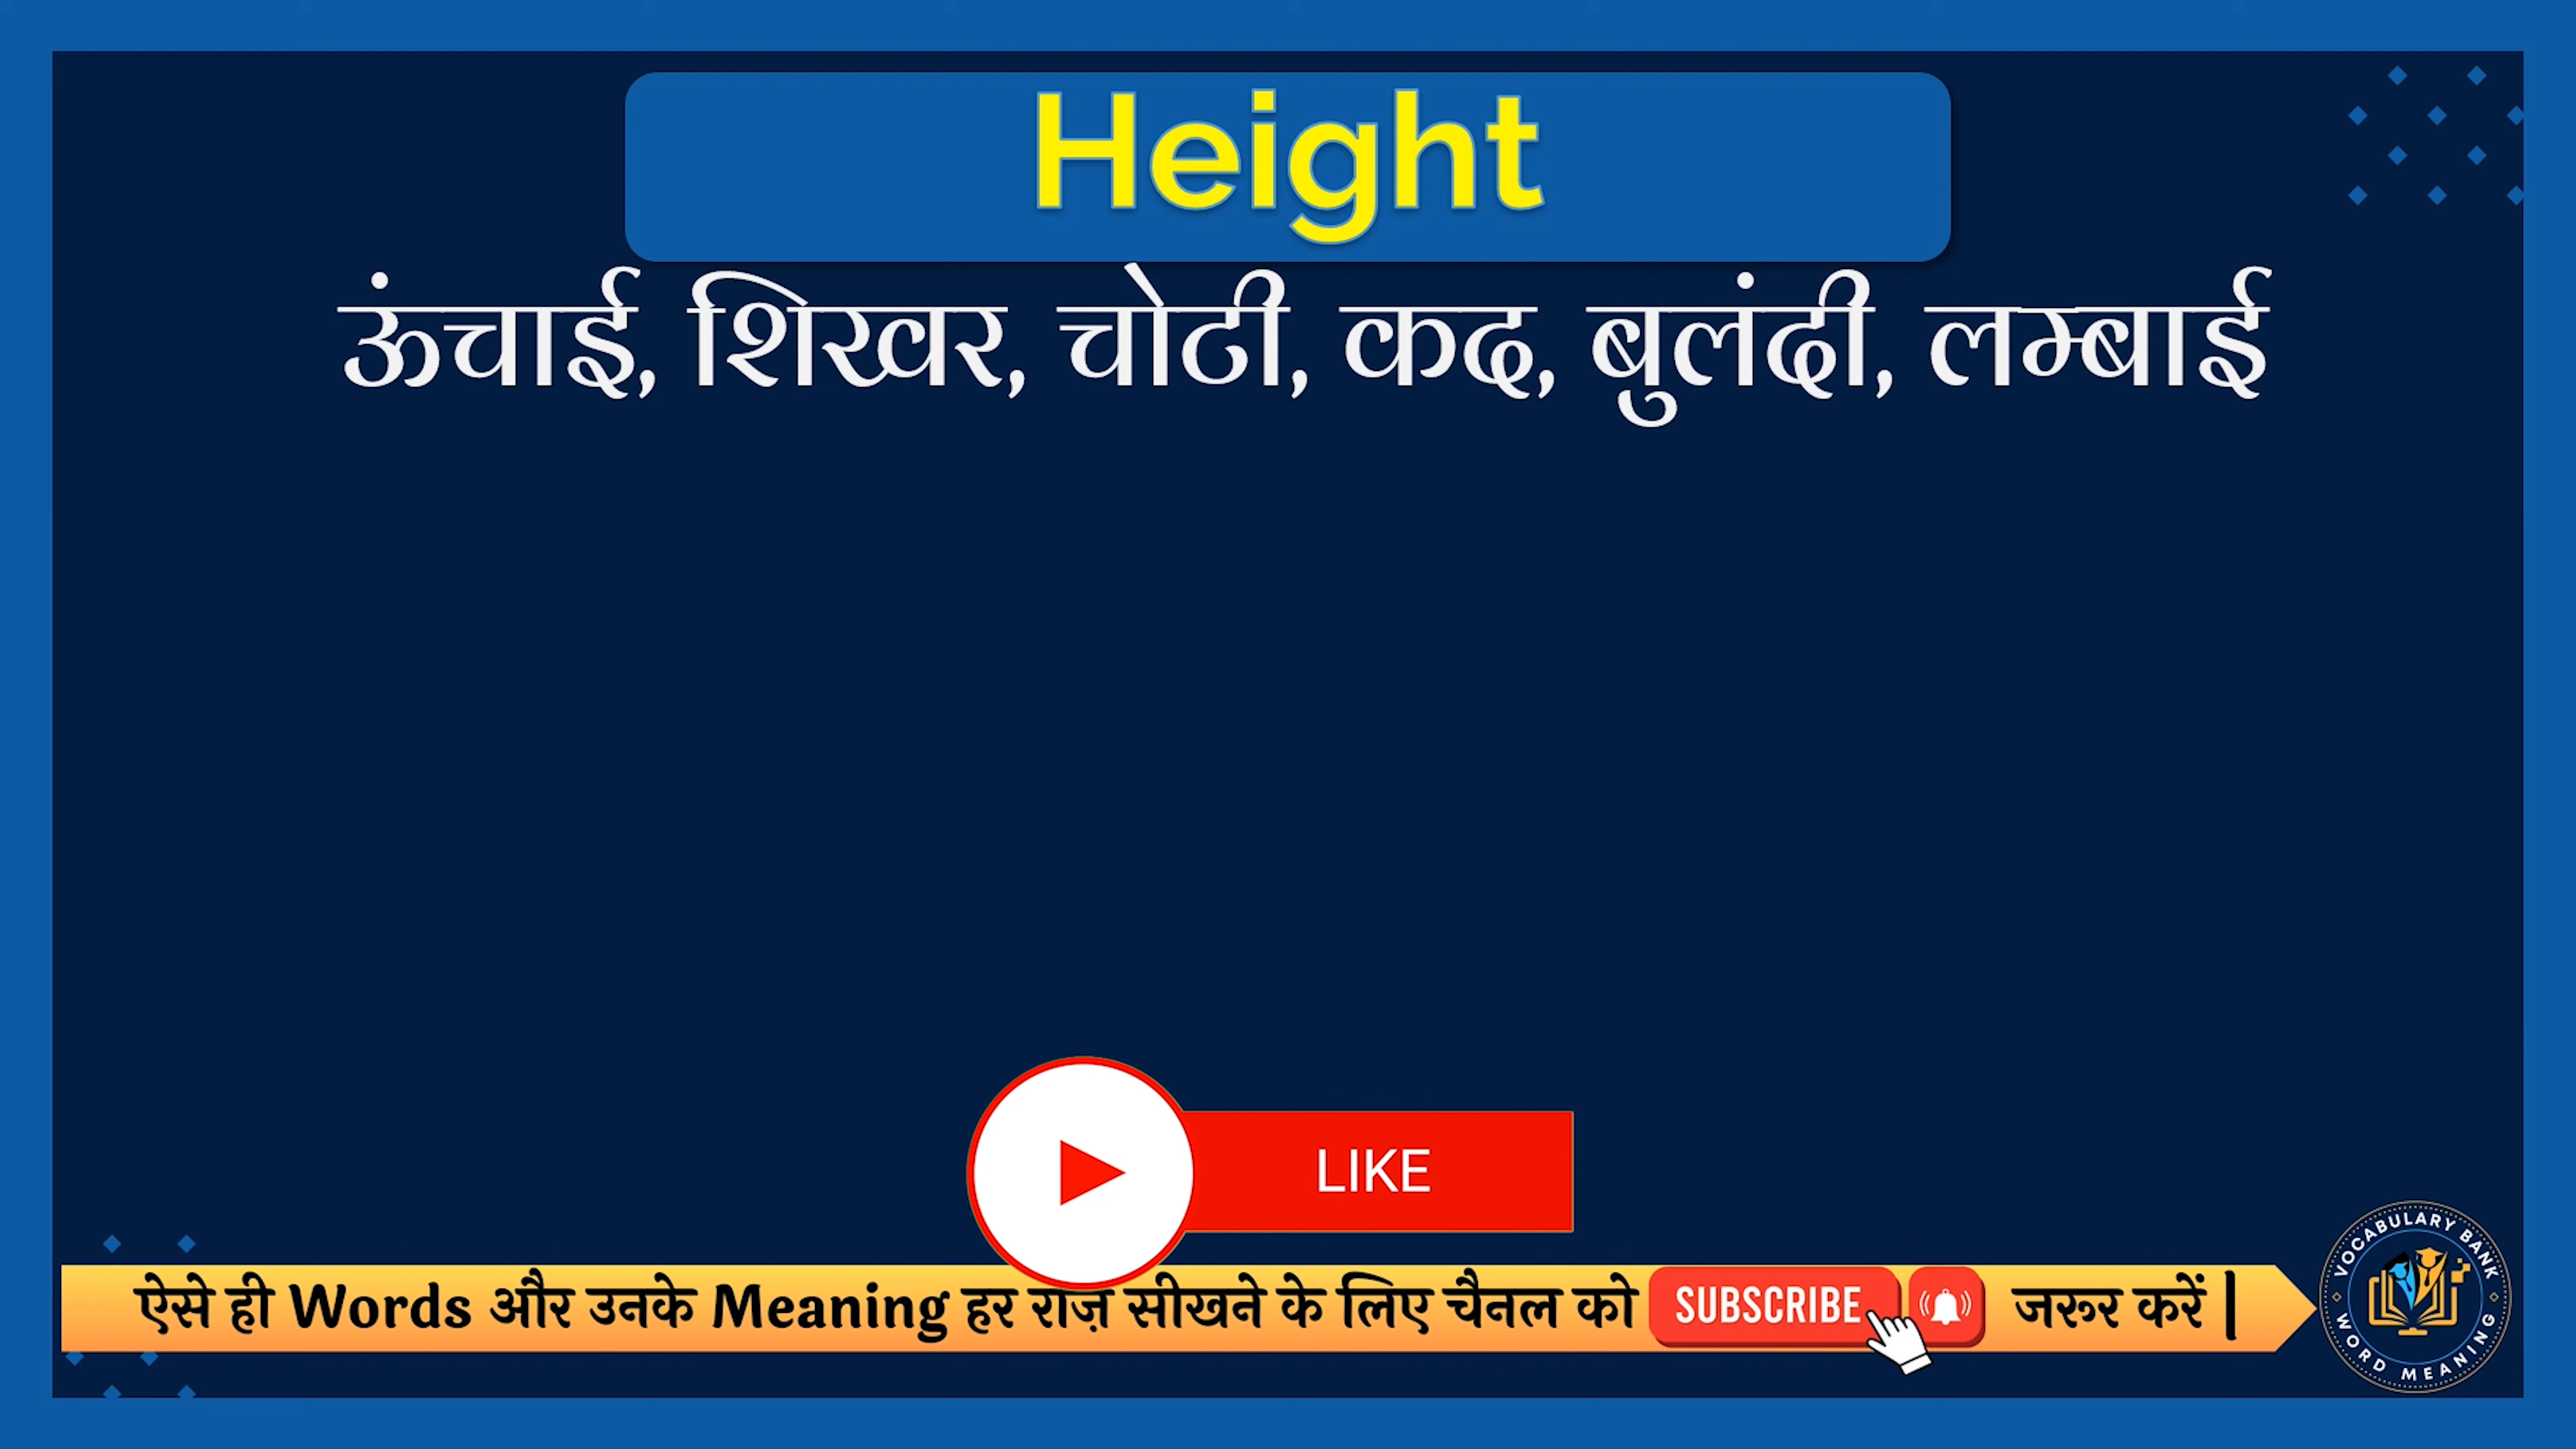 Height
ऊंचाई, शिखर, चोटी, कद, बुलंदी, लम्बाई
LIKE
ऐसे ही Words और उनके Meaning हर राज़ सीखने के लिए चैनल को SUBSCRIBE जरूर करें |
VOCABULARY BANK
WORD MEANING